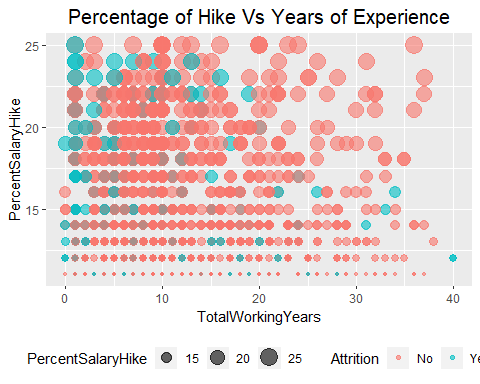 Percentage of Hike Vs Years of Experience
25
20
15
PercentSalaryHike
0 10 20 30 40
TotalWorkingYears
PercentSalaryHike 15 20 25 Attrition No Ye